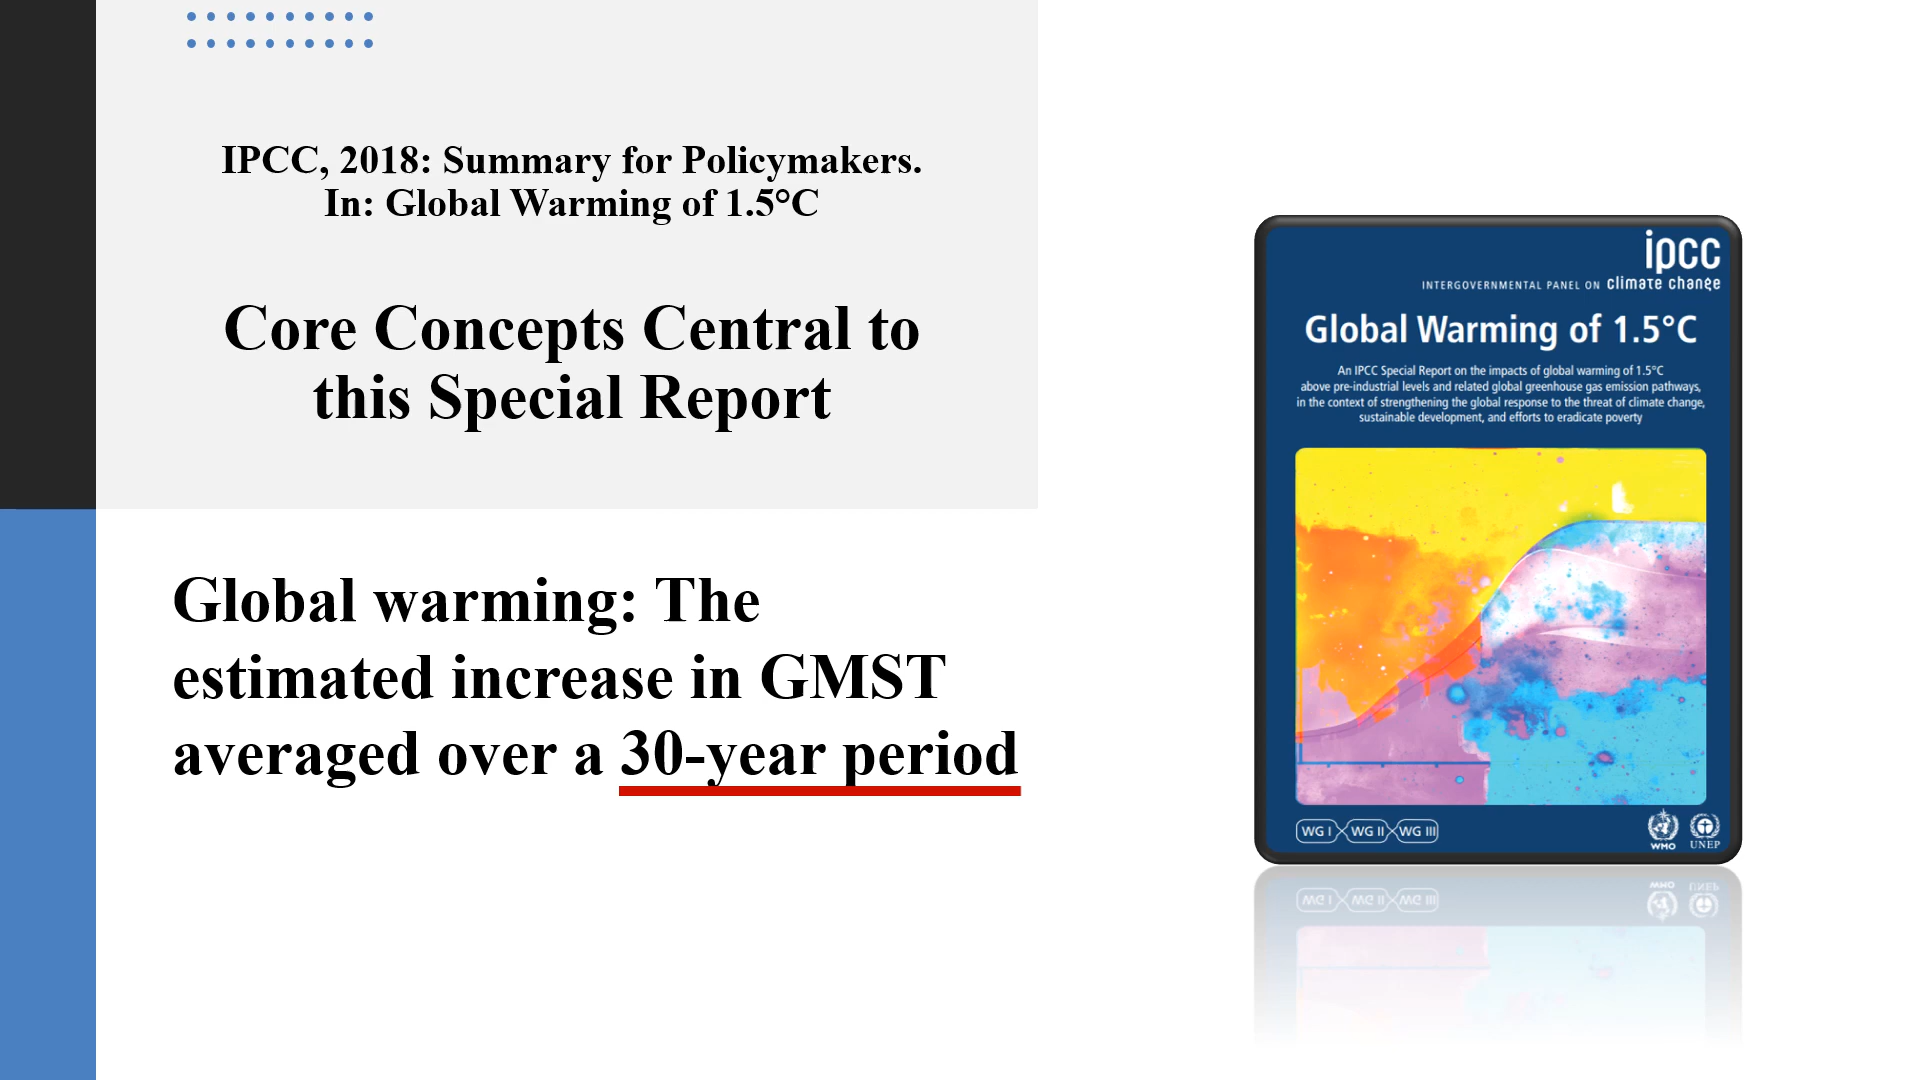 IPCC, 2018: Summary for Policymakers.
In: Global Warming of 1.5°C
Core Concepts Central to
this Special Report
Global warming: The
estimated increase in GMST
averaged over a 30-year period
ipcc
INTERGOVERNMENTAL PANEL ON climate change
Global Warming of 1.5°C
An IPCC Special Report on the impacts of global warming of 1.5°C
above pre-industrial levels and related global greenhouse gas emission pathways,
in the context of strengthening the global response to the threat of climate change,
sustainable development, and efforts to eradicate poverty
WG I WG II WG III
WMO UNEP